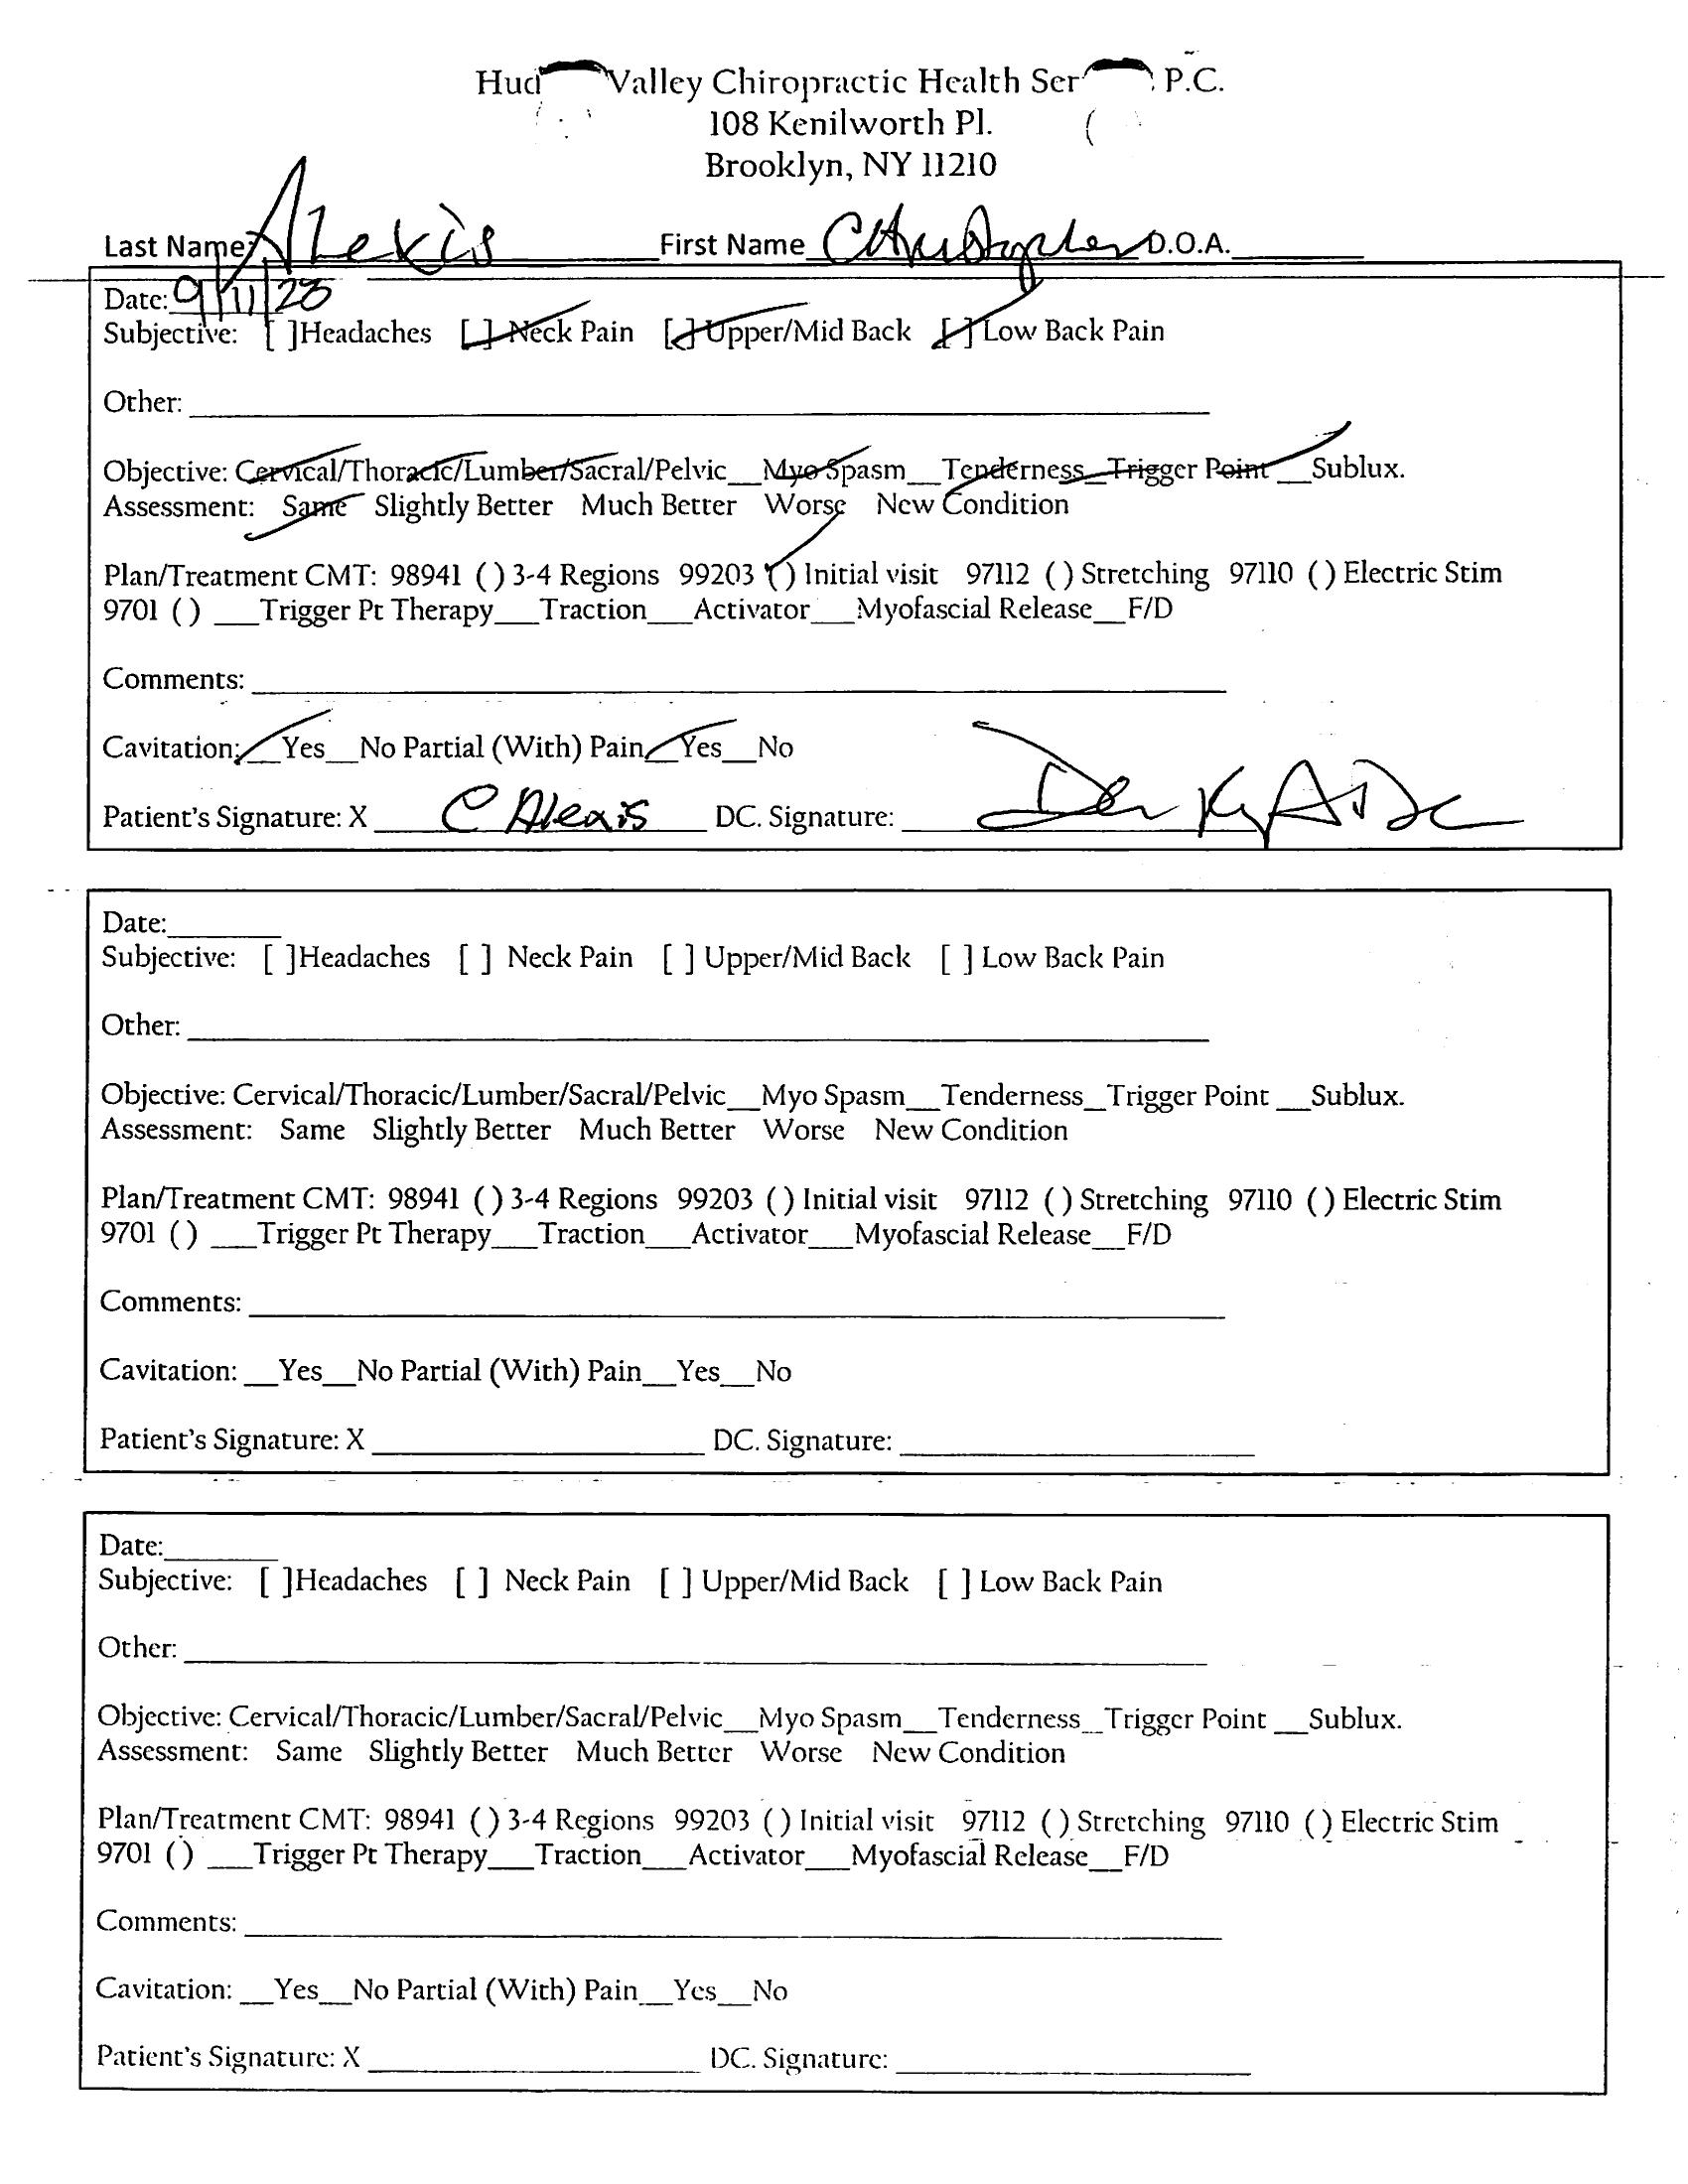 Hud Valley Chiropractic Health Ser P.C.
108 Kenilworth Pl.
Brooklyn, NY 11210
Last Name: Alexis First Name Christopher D.O.A.
Date: 9/11/23
Subjective: [ ]Headaches [ ] Neck Pain [ ] Upper/Mid Back [ ] Low Back Pain
Other:
Objective: Cervical/Thoracic/Lumber/Sacral/Pelvic__Myo Spasm__Tenderness__Trigger Point __Sublux.
Assessment: Same Slightly Better Much Better Worse New Condition
Plan/Treatment CMT: 98941 ( ) 3-4 Regions 99203 ( ) Initial visit 97112 ( ) Stretching 97110 ( ) Electric Stim
9701 ( ) ___Trigger Pt Therapy___Traction___Activator___Myofascial Release__F/D
Comments:
Cavitation: __Yes__No Partial (With) Pain__Yes__No
Patient's Signature: X C Alexis DC. Signature:
Date:
Subjective: [ ]Headaches [ ] Neck Pain [ ] Upper/Mid Back [ ] Low Back Pain
Other:
Objective: Cervical/Thoracic/Lumber/Sacral/Pelvic__Myo Spasm__Tenderness__Trigger Point __Sublux.
Assessment: Same Slightly Better Much Better Worse New Condition
Plan/Treatment CMT: 98941 ( ) 3-4 Regions 99203 ( ) Initial visit 97112 ( ) Stretching 97110 ( ) Electric Stim
9701 ( ) ___Trigger Pt Therapy___Traction___Activator___Myofascial Release__F/D
Comments:
Cavitation: __Yes__No Partial (With) Pain__Yes__No
Patient's Signature: X DC. Signature:
Date:
Subjective: [ ]Headaches [ ] Neck Pain [ ] Upper/Mid Back [ ] Low Back Pain
Other:
Objective: Cervical/Thoracic/Lumber/Sacral/Pelvic__Myo Spasm__Tenderness__Trigger Point __Sublux.
Assessment: Same Slightly Better Much Better Worse New Condition
Plan/Treatment CMT: 98941 ( ) 3-4 Regions 99203 ( ) Initial visit 97112 ( ) Stretching 97110 ( ) Electric Stim
9701 ( ) ___Trigger Pt Therapy___Traction___Activator___Myofascial Release__F/D
Comments:
Cavitation: __Yes__No Partial (With) Pain__Yes__No
Patient's Signature: X DC. Signature: